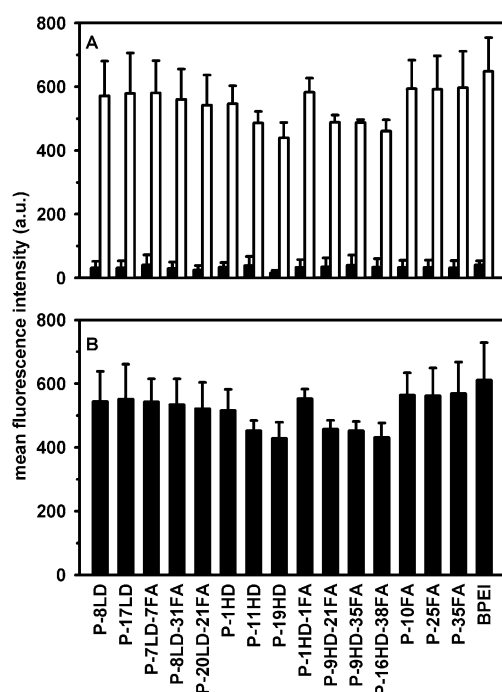 A
800
600
400
200
0
mean fluorescence intensity (a.u.)
B
800
600
400
200
0
P-8LD
P-17LD
P-7LD-7FA
P-8LD-31FA
P-20LD-21FA
P-1HD
P-11HD
P-19HD
P-1HD-1FA
P-9HD-21FA
P-9HD-35FA
P-16HD-38FA
P-10FA
P-25FA
P-35FA
BPEI